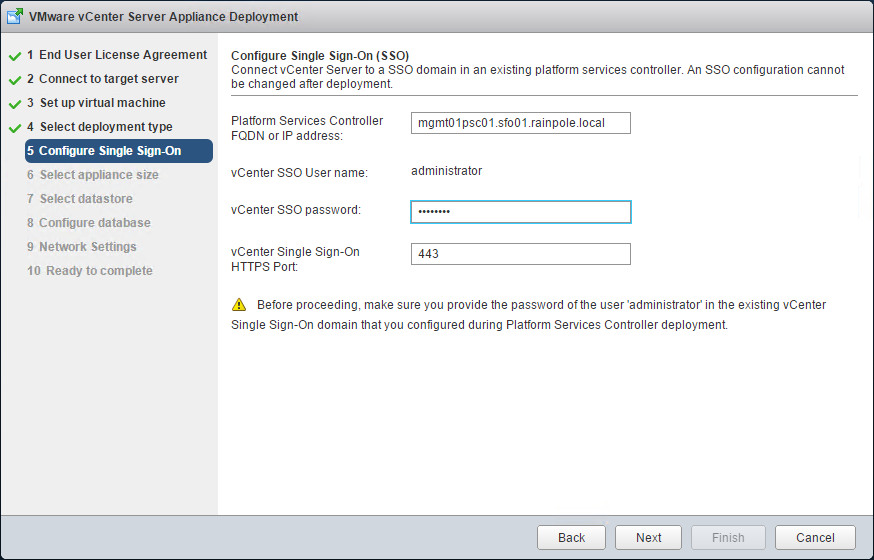 VMware vCenter Server Appliance Deployment
1 End User License Agreement
2 Connect to target server
3 Set up virtual machine
4 Select deployment type
5 Configure Single Sign-On
6 Select appliance size
7 Select datastore
8 Configure database
9 Network Settings
10 Ready to complete
Configure Single Sign-On (SSO)
Connect vCenter Server to a SSO domain in an existing platform services controller. An SSO configuration cannot
be changed after deployment.
Platform Services Controller
FQDN or IP address:
mgmt01psc01.sfo01.rainpole.local
vCenter SSO User name:
administrator
vCenter SSO password:
••••••••
vCenter Single Sign-On
HTTPS Port:
443
Before proceeding, make sure you provide the password of the user 'administrator' in the existing vCenter
Single Sign-On domain that you configured during Platform Services Controller deployment.
Back
Next
Finish
Cancel